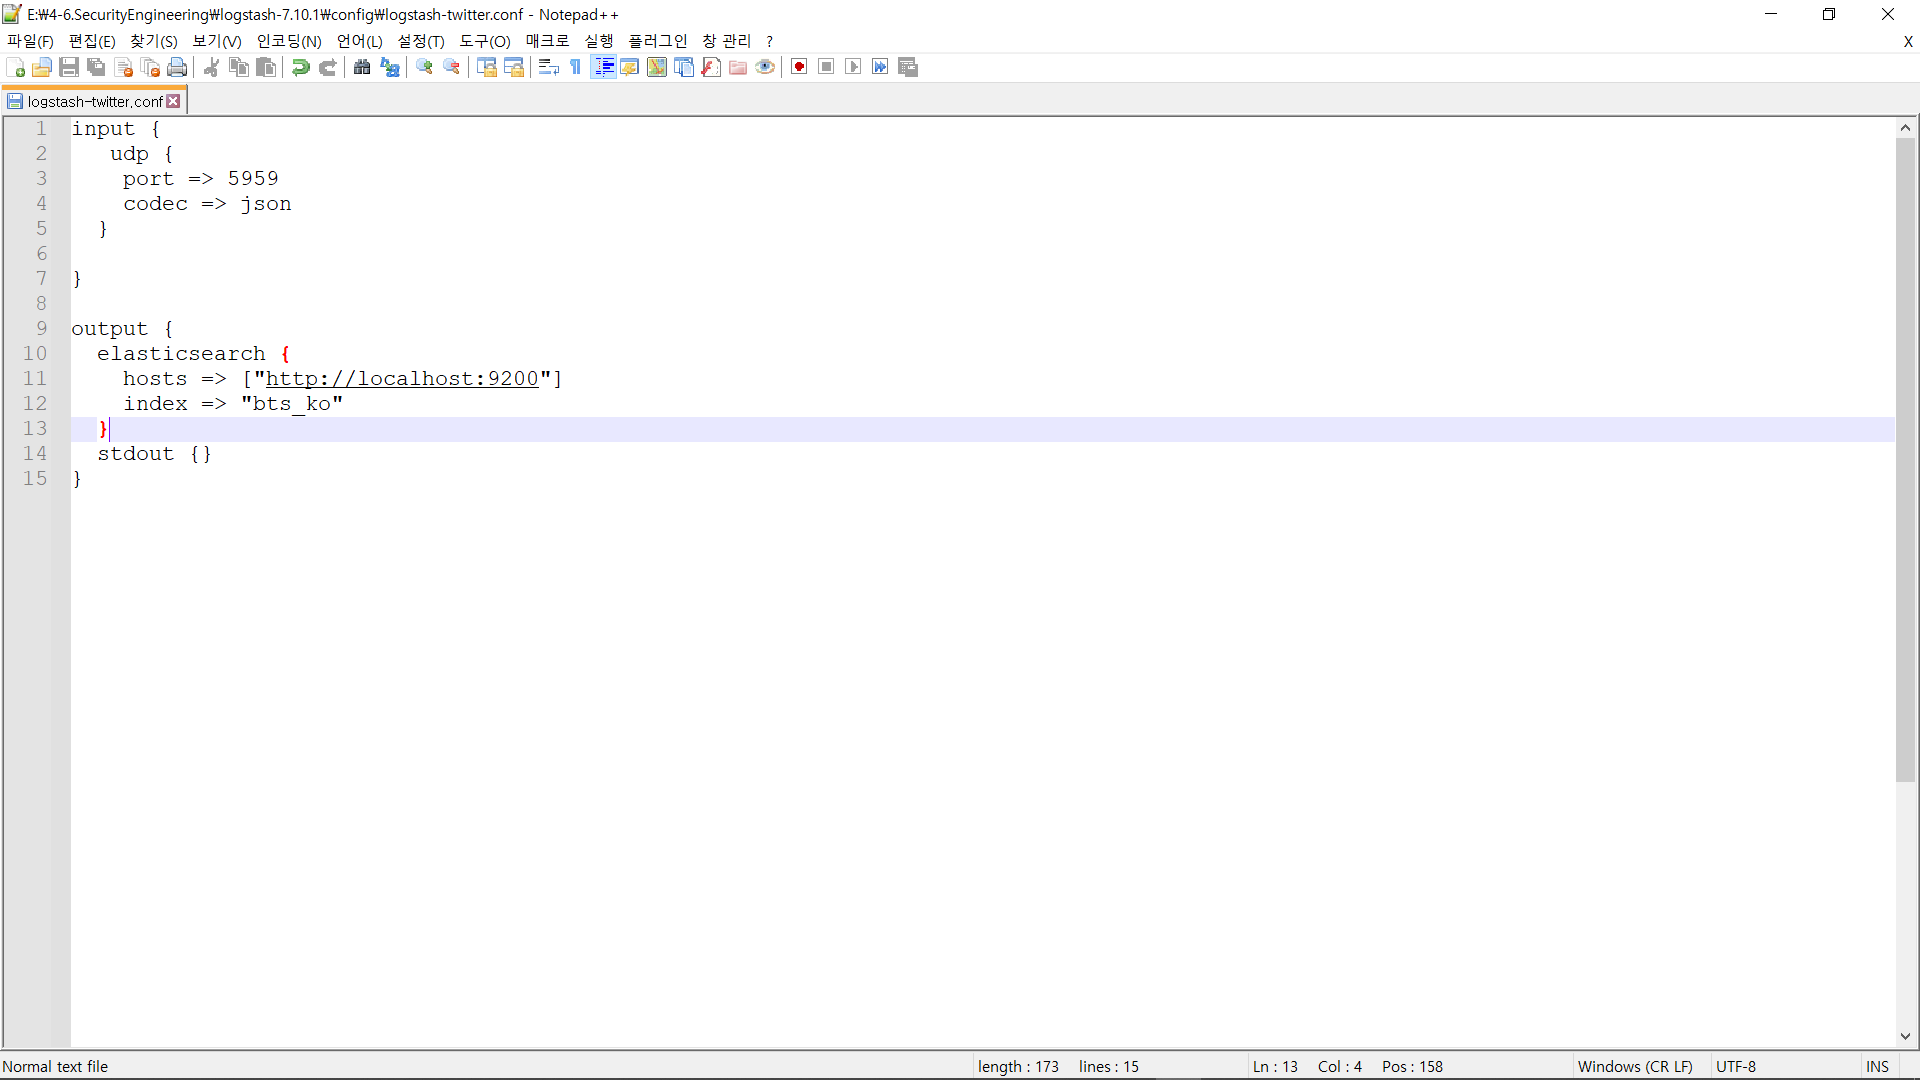 E:₩4-6.SecurityEngineering₩logstash-7.10.1₩config₩logstash-twitter.conf - Notepad++
파일(F) 편집(E) 찾기(S) 보기(V) 인코딩(N) 언어(L) 설정(T) 도구(O) 매크로 실행 플러그인 창 관리 ? X
logstash-twitter.conf
1 input {
2 udp {
3 port => 5959
4 codec => json
5 }
6
7 }
8
9 output {
10 elasticsearch {
11 hosts => ["http://localhost:9200"]
12 index => "bts_ko"
13 }
14 stdout {}
15 }
Normal text file length : 173 lines : 15 Ln : 13 Col : 4 Pos : 158 Windows (CR LF) UTF-8 INS